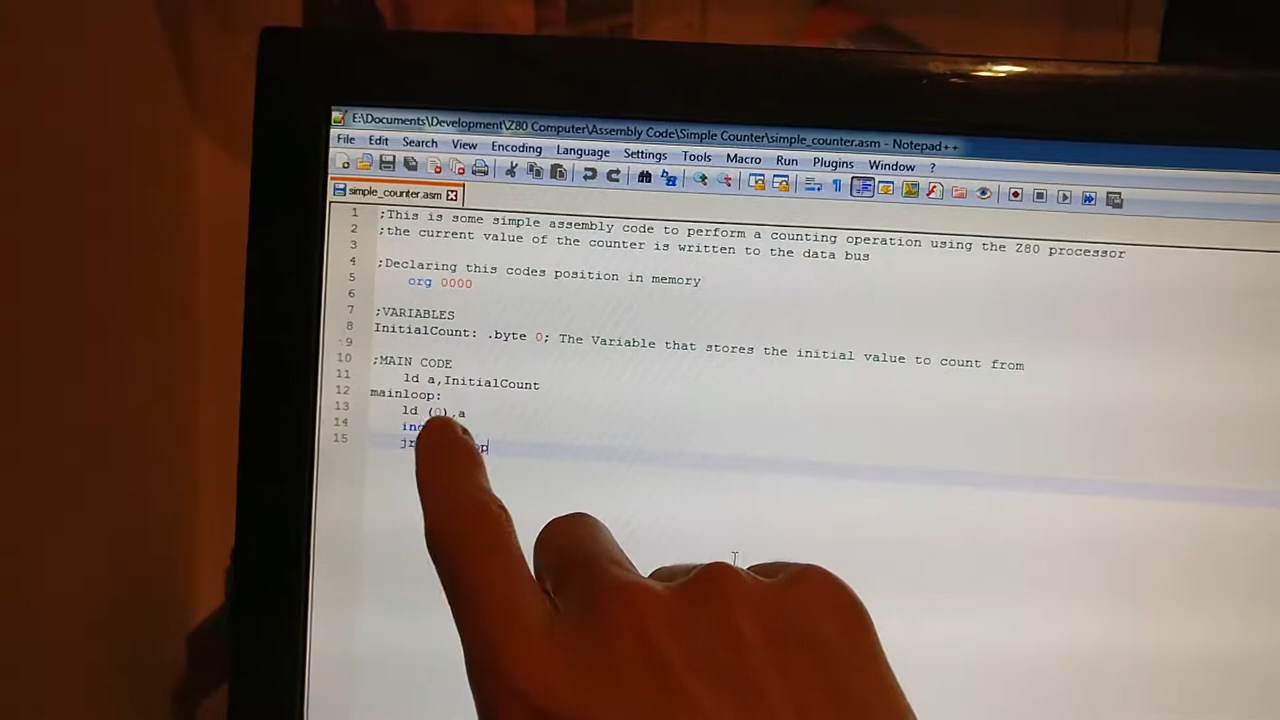 E:\Documents\Development\Z80 Computer\Assembly Code\Simple Counter\simple_counter.asm - Notepad++
File Edit Search View Encoding Language Settings Tools Macro Run Plugins Window ?
simple_counter.asm
1 ;This is some simple assembly code to perform a counting operation using the Z80 processor
2 ;the current value of the counter is written to the data bus
3
4 ;Declaring this codes position in memory
5 org 0000
6
7 ;VARIABLES
8 InitialCount: .byte 0; The Variable that stores the initial value to count from
9
10 ;MAIN CODE
11 ld a,InitialCount
12 mainloop:
13 ld (0),a
14
15